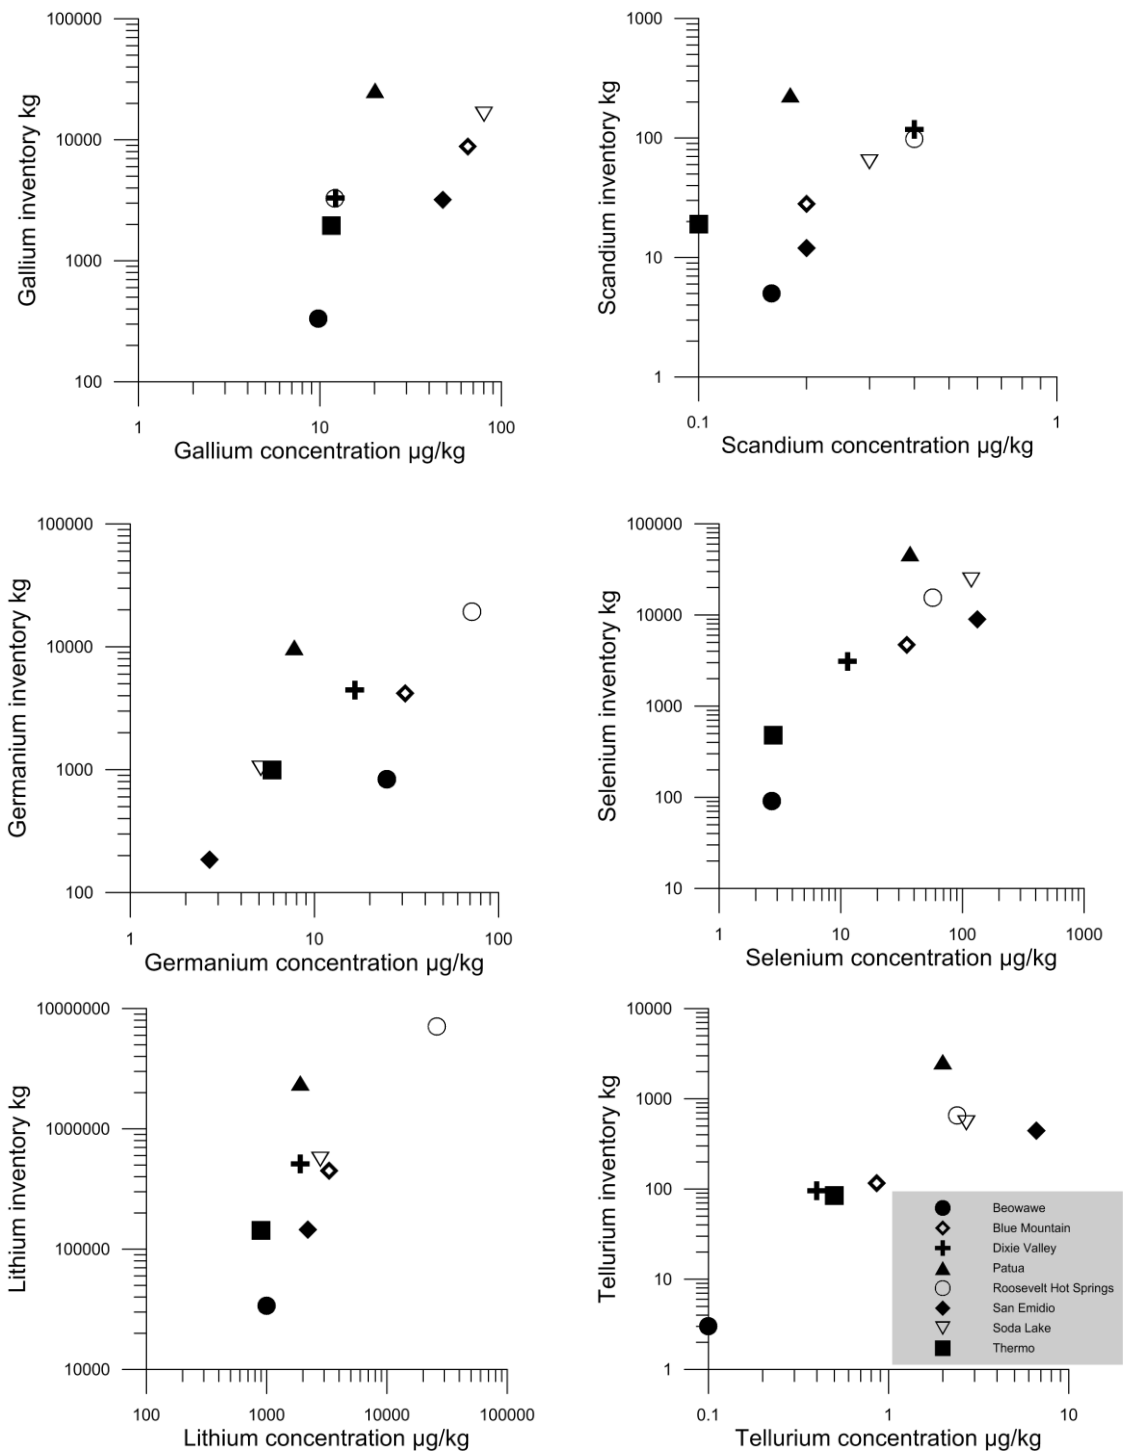 100000
10000
1000
100
Gallium inventory kg
1
10
100
Gallium concentration µg/kg
1000
100
10
1
Scandium inventory kg
0.1
1
Scandium concentration µg/kg
100000
10000
1000
100
Germanium inventory kg
1
10
100
Germanium concentration µg/kg
100000
10000
1000
100
10
Selenium inventory kg
1
10
100
1000
Selenium concentration µg/kg
10000000
1000000
100000
10000
Lithium inventory kg
100
1000
10000
100000
Lithium concentration µg/kg
1000
100
10
1
Tellurium inventory kg
0.1
1
10
Tellurium concentration µg/kg
Beowawe
Blue Mountain
Dixie Valley
Patua
Roosevelt Hot Springs
San Emidio
Soda Lake
Thermo